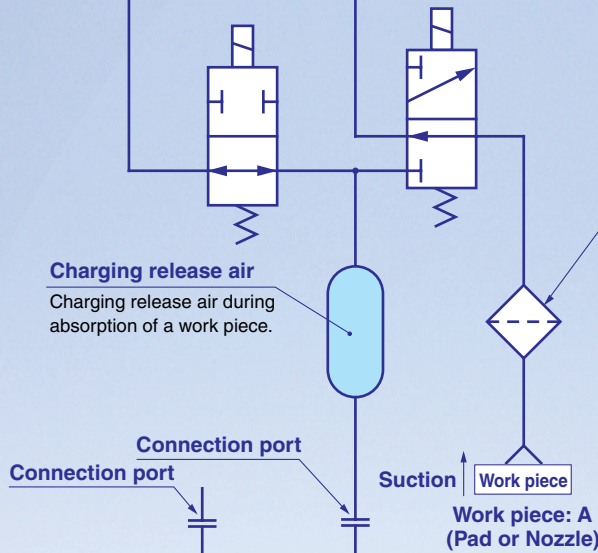 Charging release air
Charging release air during
absorption of a work piece.
Connection port
Connection port
Suction
Work piece
Work piece: A
(Pad or Nozzle)